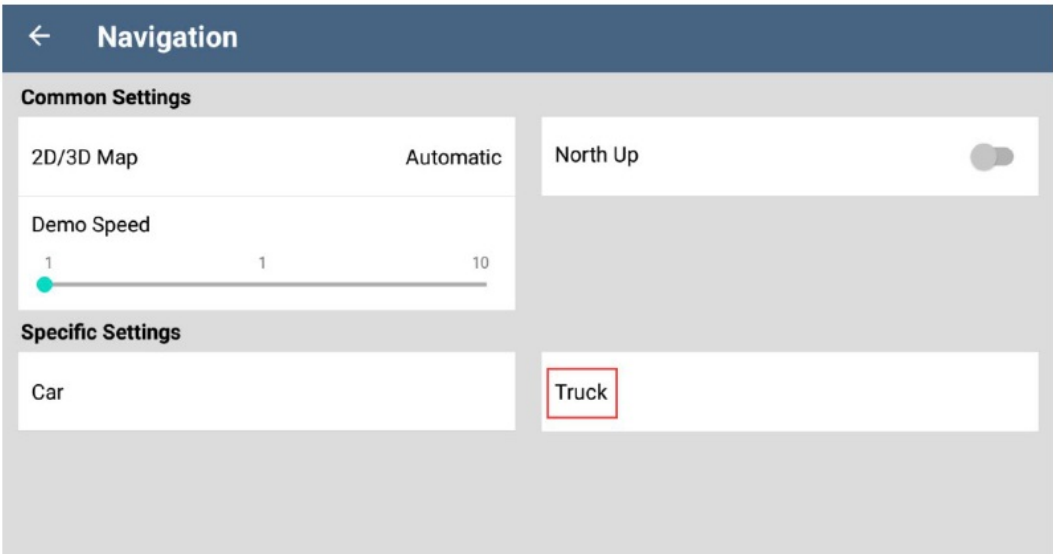 Navigation
Common Settings
2D/3D Map Automatic
North Up
Demo Speed
1 1 10
Specific Settings
Car
Truck